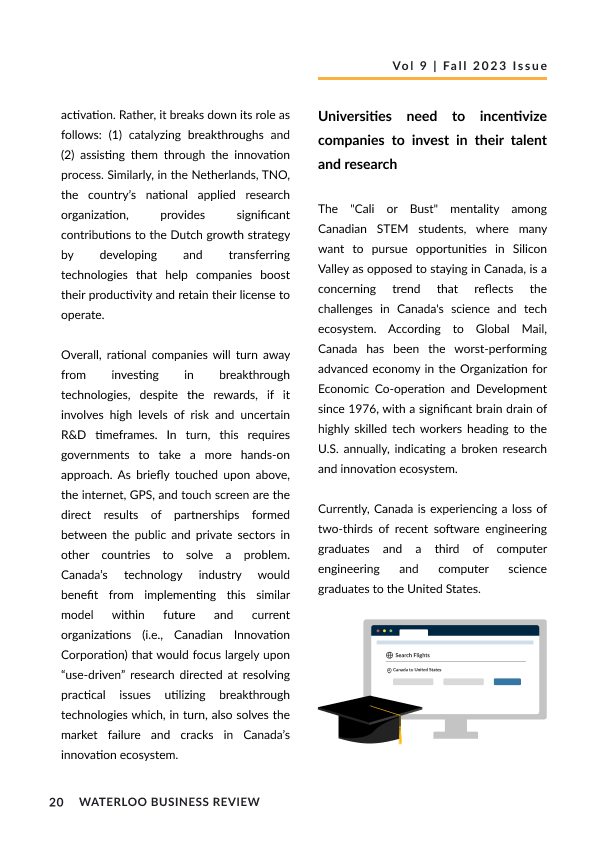 Vol 9 | Fall 2023 Issue
activation. Rather, it breaks down its role as
follows: (1) catalyzing breakthroughs and
(2) assisting them through the innovation
process. Similarly, in the Netherlands, TNO,
the country's national applied research
organization, provides significant
contributions to the Dutch growth strategy
by developing and transferring
technologies that help companies boost
their productivity and retain their license to
operate.
Overall, rational companies will turn away
from investing in breakthrough
technologies, despite the rewards, if it
involves high levels of risk and uncertain
R&D timeframes. In turn, this requires
governments to take a more hands-on
approach. As briefly touched upon above,
the internet, GPS, and touch screen are the
direct results of partnerships formed
between the public and private sectors in
other countries to solve a problem.
Canada's technology industry would
benefit from implementing this similar
model within future and current
organizations (i.e., Canadian Innovation
Corporation) that would focus largely upon
“use-driven” research directed at resolving
practical issues utilizing breakthrough
technologies which, in turn, also solves the
market failure and cracks in Canada's
innovation ecosystem.
Universities need to incentivize
companies to invest in their talent
and research
The "Cali or Bust" mentality among
Canadian STEM students, where many
want to pursue opportunities in Silicon
Valley as opposed to staying in Canada, is a
concerning trend that reflects the
challenges in Canada's science and tech
ecosystem. According to Global Mail,
Canada has been the worst-performing
advanced economy in the Organization for
Economic Co-operation and Development
since 1976, with a significant brain drain of
highly skilled tech workers heading to the
U.S. annually, indicating a broken research
and innovation ecosystem.
Currently, Canada is experiencing a loss of
two-thirds of recent software engineering
graduates and a third of computer
engineering and computer science
graduates to the United States.
Search Flights
Canada to United States
20 WATERLOO BUSINESS REVIEW